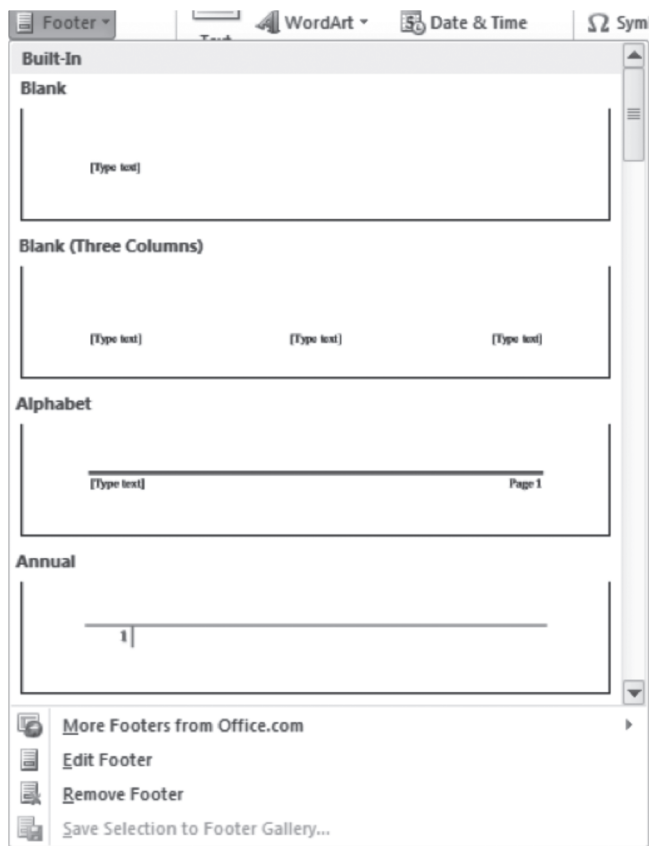 Footer WordArt Date & Time Ω Sym
Built-In
Blank
[Type text]
Blank (Three Columns)
[Type text] [Type text] [Type text]
Alphabet
[Type text] Page 1
Annual
1
More Footers from Office.com
Edit Footer
Remove Footer
Save Selection to Footer Gallery...